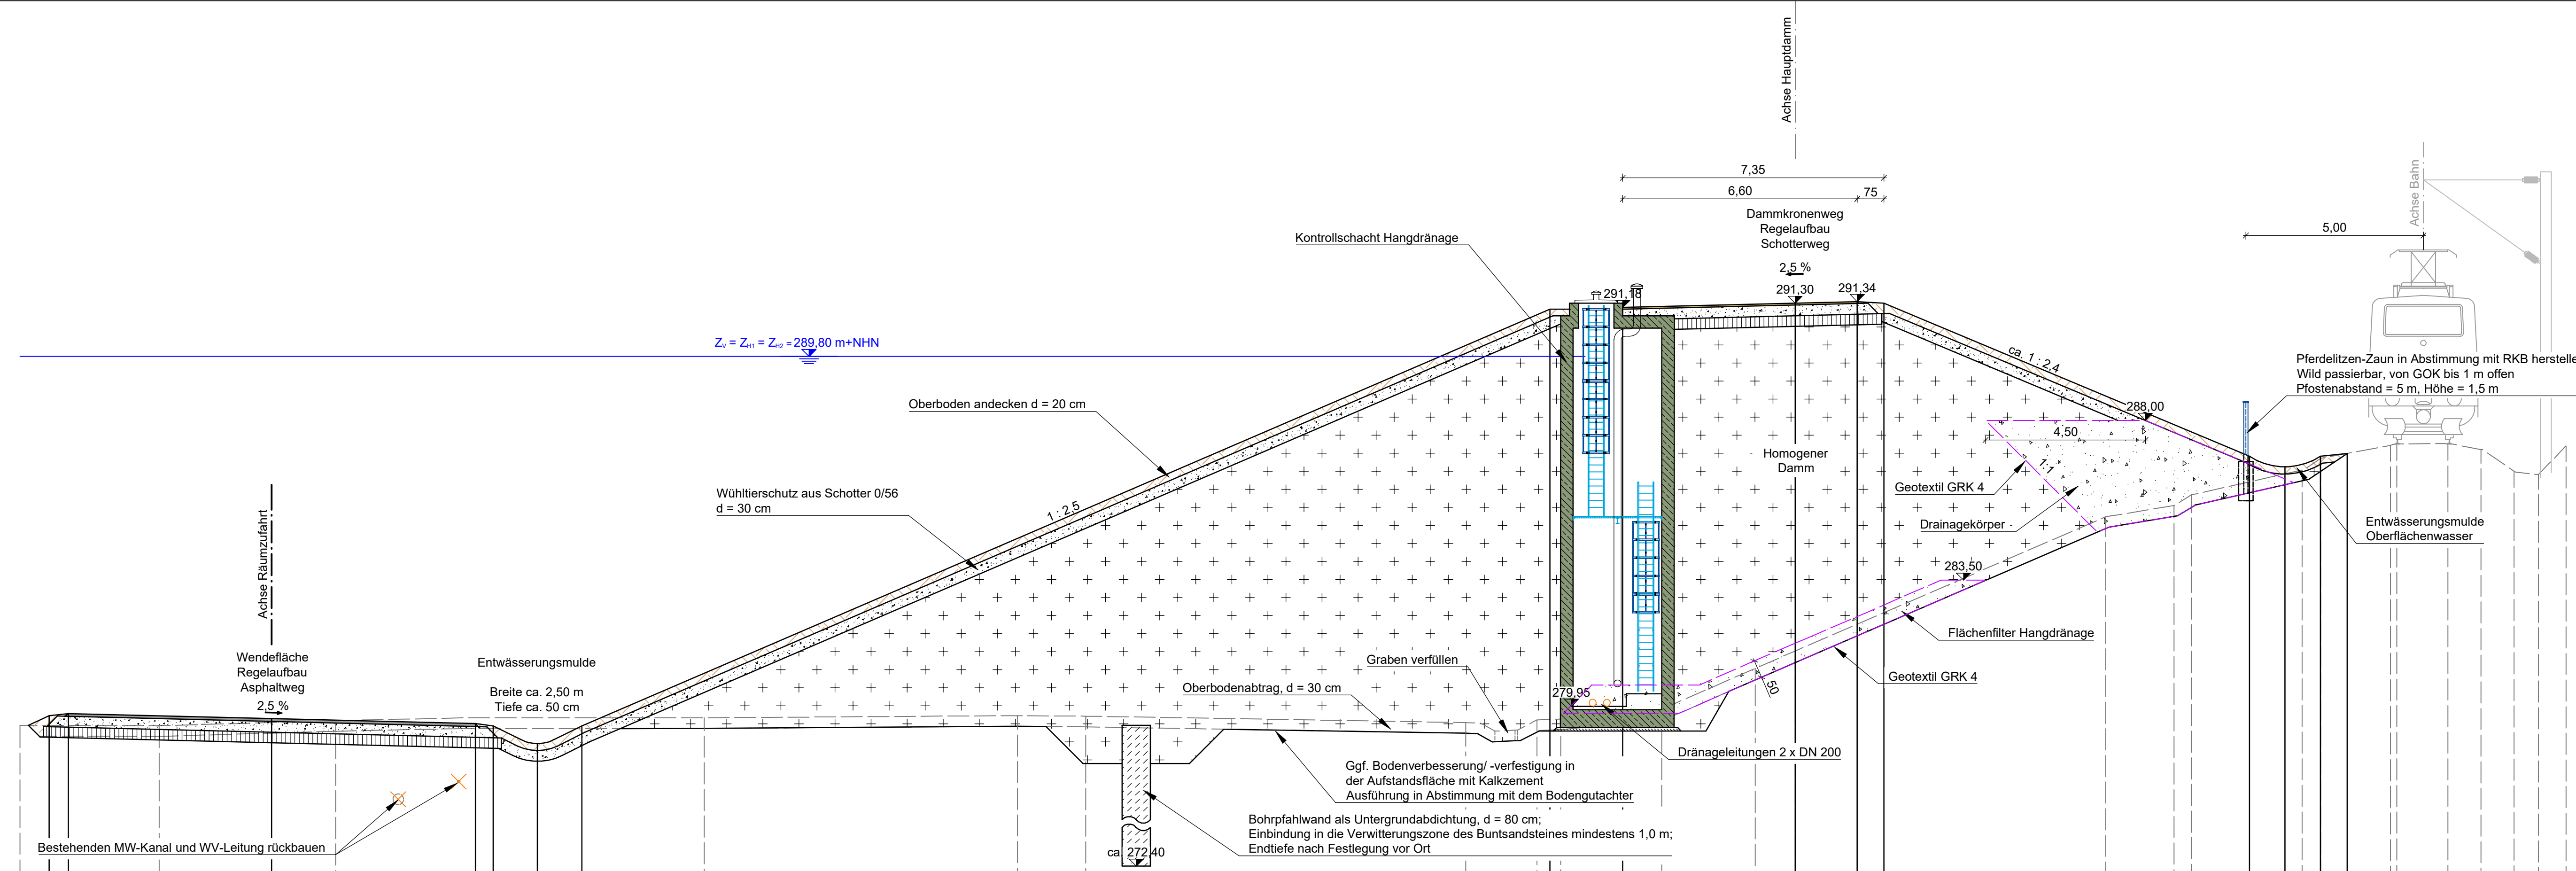 Achse Hauptdamm
7,35
6,60
75
Dammkronenweg
Regelaufbau
Schotterweg
2,5 %
291,18
291,30
291,34
Kontrollschacht Hangdränage
Achse Bahn
5,00
ZV = ZH1 = ZH2 = 289,80 m+NHN
ca. 1 : 2,4
Pferdelitzen-Zaun in Abstimmung mit RKB herstelle
Wild passierbar, von GOK bis 1 m offen
Pfostenabstand = 5 m, Höhe = 1,5 m
Oberboden andecken d = 20 cm
288,00
4,50
1:1
Homogener
Damm
Geotextil GRK 4
Drainagekörper
Wühltierschutz aus Schotter 0/56
d = 30 cm
1 : 2,5
Entwässerungsmulde
Oberflächenwasser
Achse Räumzufahrt
283,50
Flächenfilter Hangdränage
Geotextil GRK 4
50
Wendefläche
Regelaufbau
Asphaltweg
2,5 %
Entwässerungsmulde
Breite ca. 2,50 m
Tiefe ca. 50 cm
Graben verfüllen
Oberbodenabtrag, d = 30 cm
279,95
Dränageleitungen 2 x DN 200
Ggf. Bodenverbesserung/ -verfestigung in
der Aufstandsfläche mit Kalkzement
Ausführung in Abstimmung mit dem Bodengutachter
Bohrpfahlwand als Untergrundabdichtung, d = 80 cm;
Einbindung in die Verwitterungszone des Buntsandsteines mindestens 1,0 m;
Endtiefe nach Festlegung vor Ort
ca. 272,40
Bestehenden MW-Kanal und WV-Leitung rückbauen